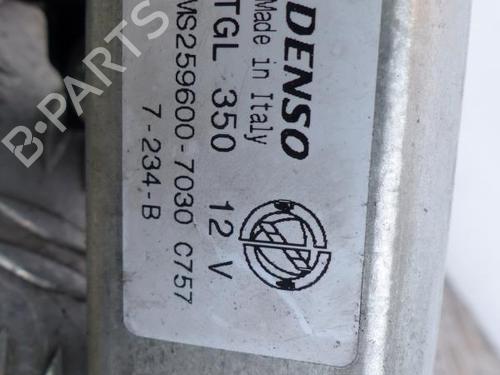 DENSO
Made in Italy
TGL 350 12 V
MS259600-7030 C757
7-234-B
B-PARTS